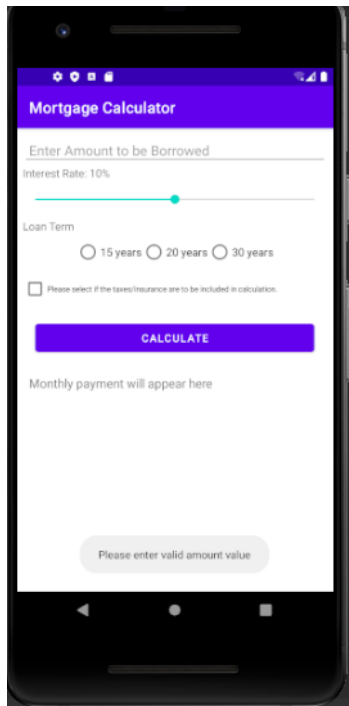 Mortgage Calculator
Enter Amount to be Borrowed
Interest Rate: 10%
Loan Term
15 years 20 years 30 years
Please select if the taxes/insurance are to be included in calculation.
CALCULATE
Monthly payment will appear here
Please enter valid amount value